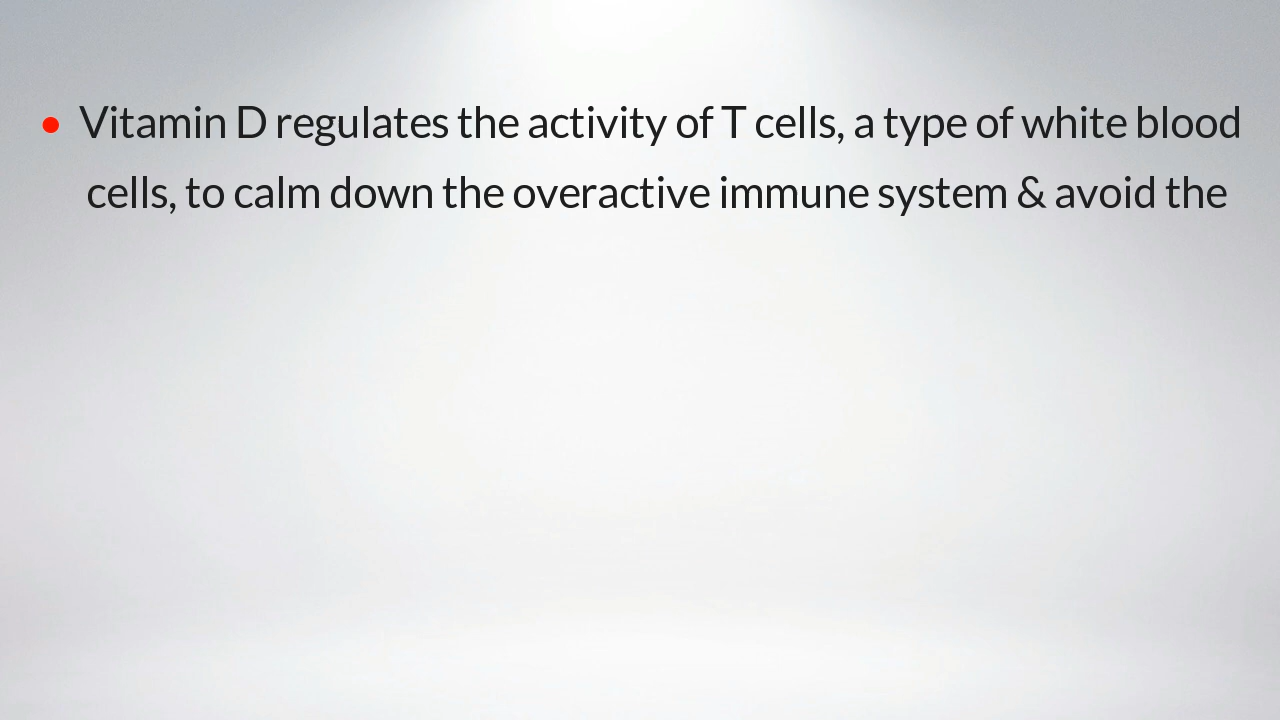 • Vitamin D regulates the activity of T cells, a type of white blood
cells, to calm down the overactive immune system & avoid the